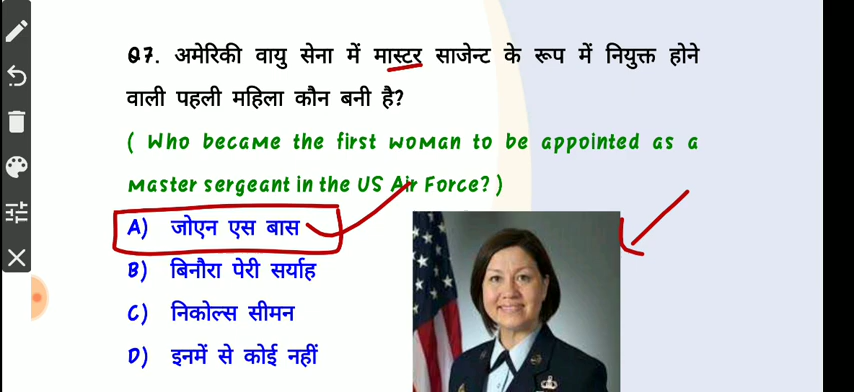 Q7. अमेरिकी वायु सेना में मास्टर सार्जेन्ट के रूप में नियुक्त होने
वाली पहली महिला कौन बनी है?
( Who became the first woman to be appointed as a
master sergeant in the US Air Force? )
A) जोएन एस बास
B) बिनौरा पेरी सर्याह
C) निकोल्स सीमन
D) इनमें से कोई नहीं